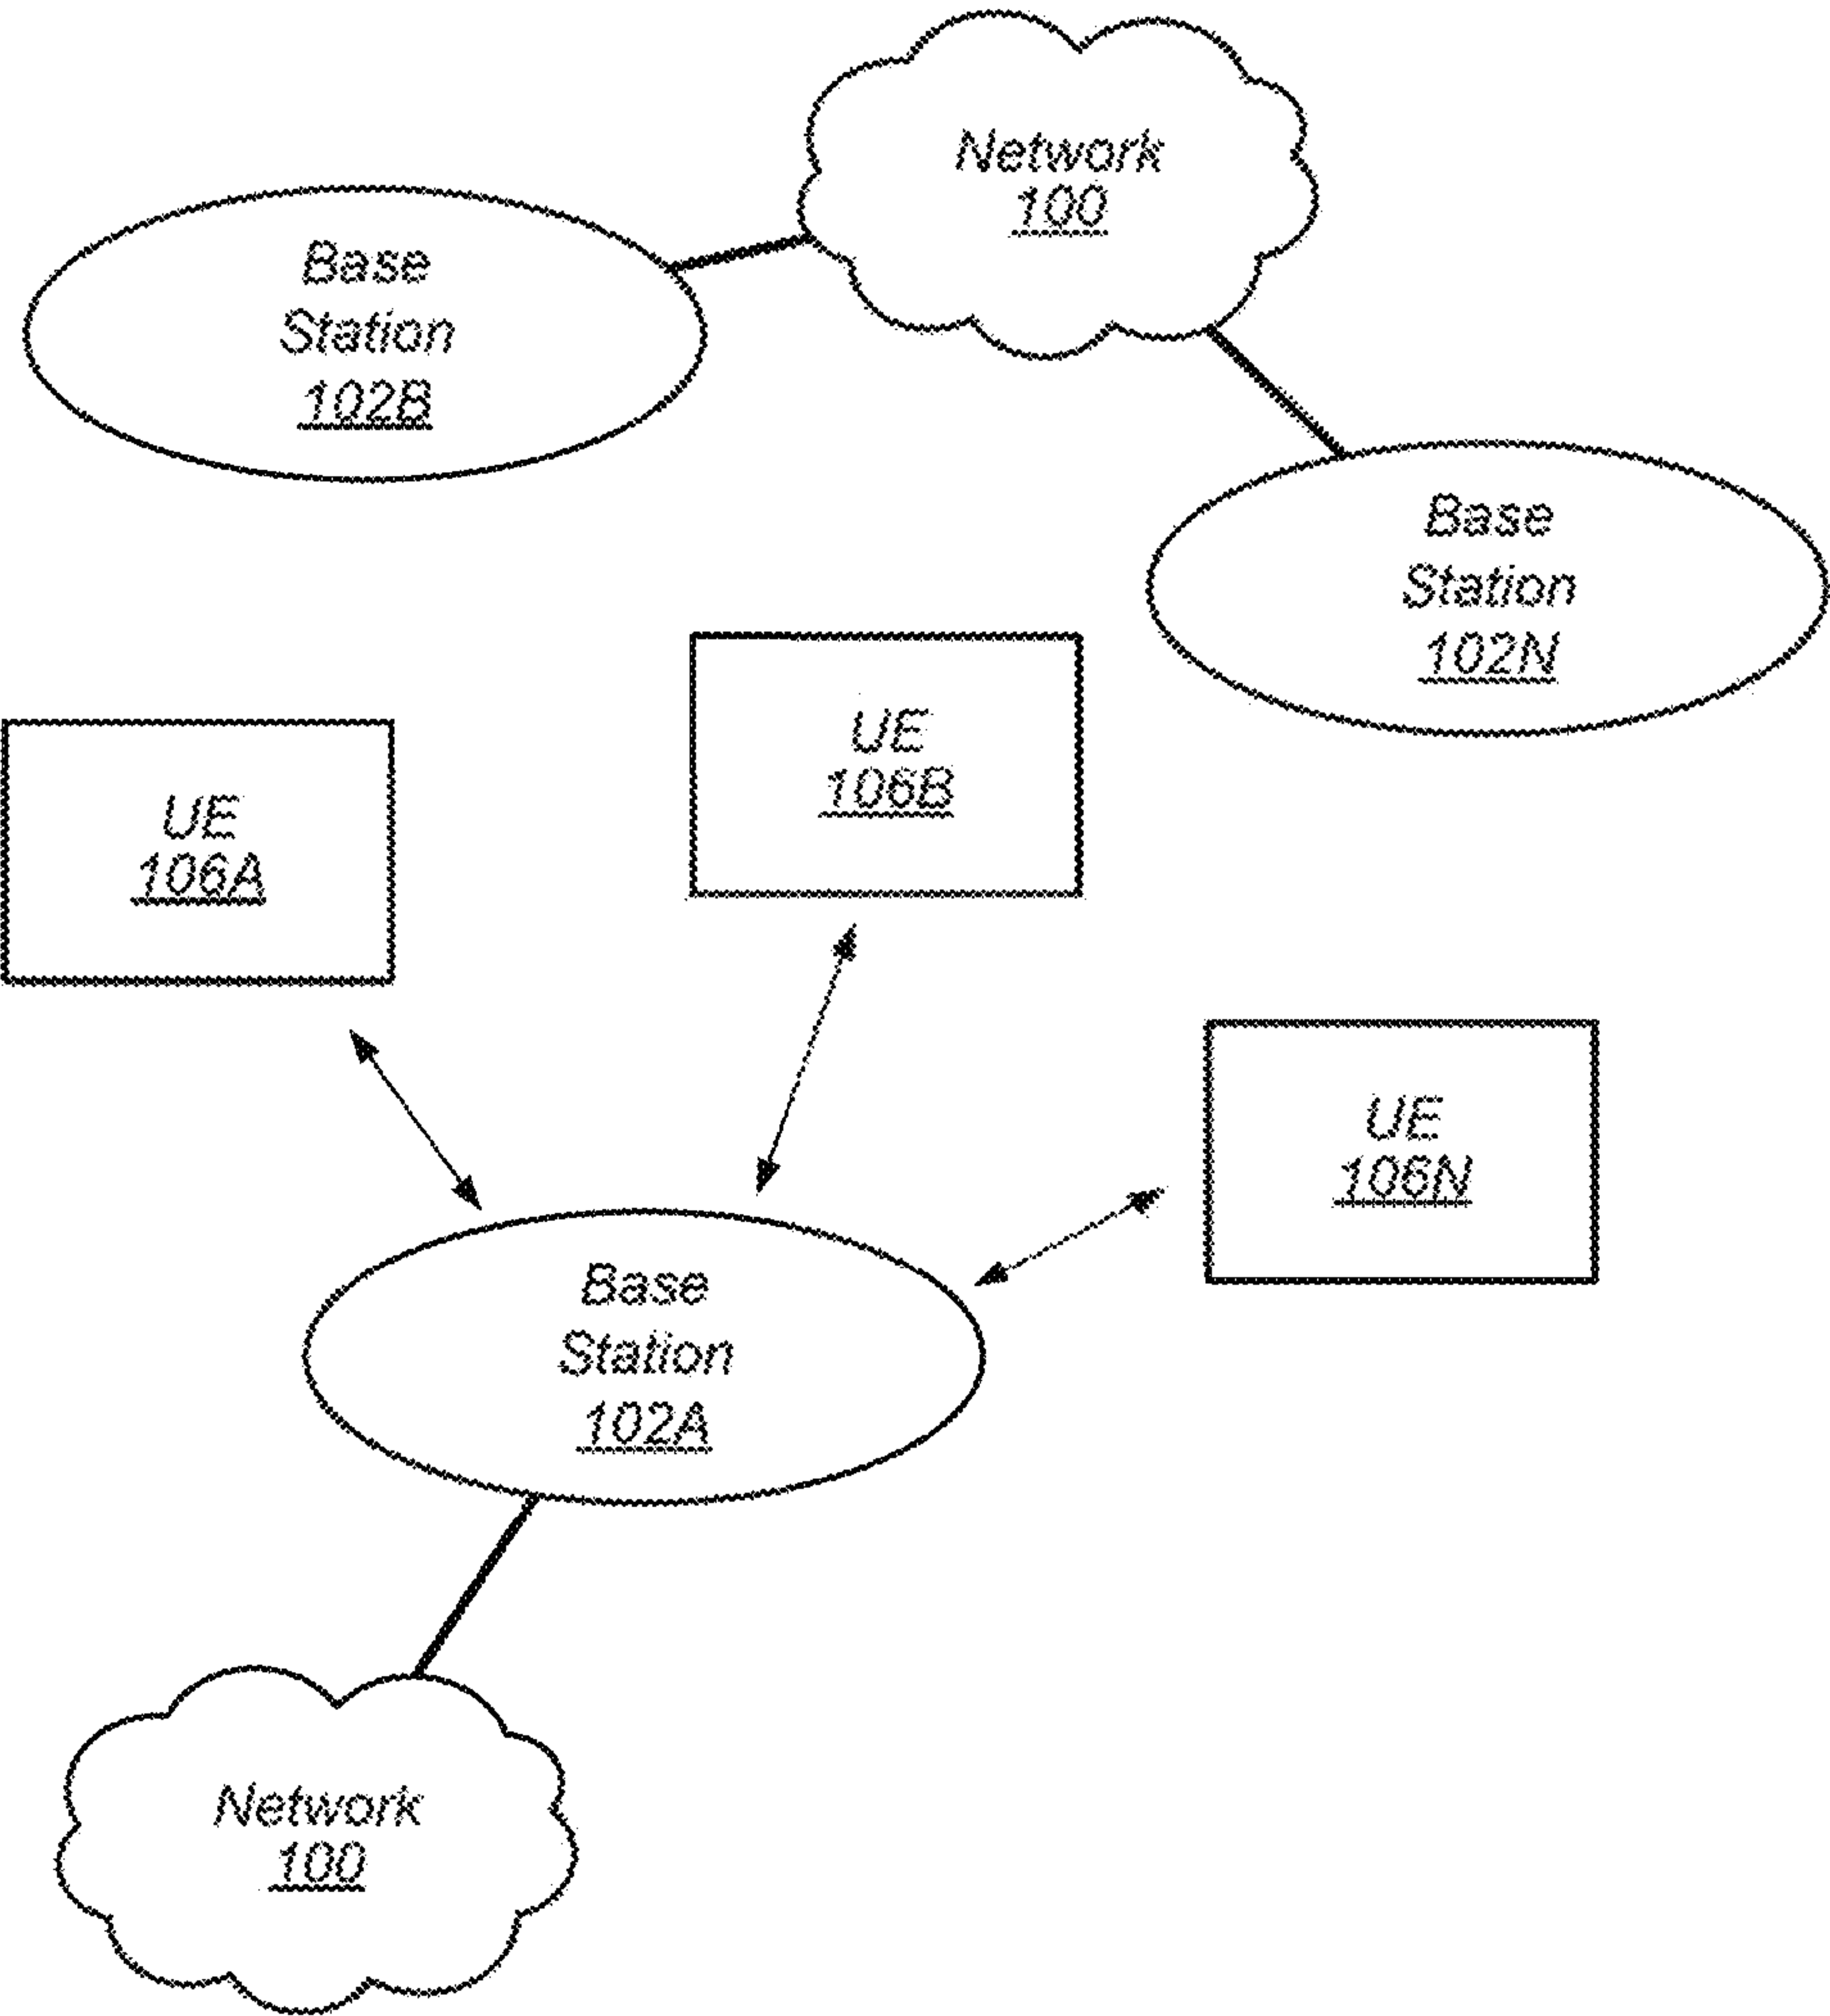 Network
100
Base
Station
102B
Base
Station
102N
UE
106B
UE
106A
UE
106N
Base
Station
102A
Network
100